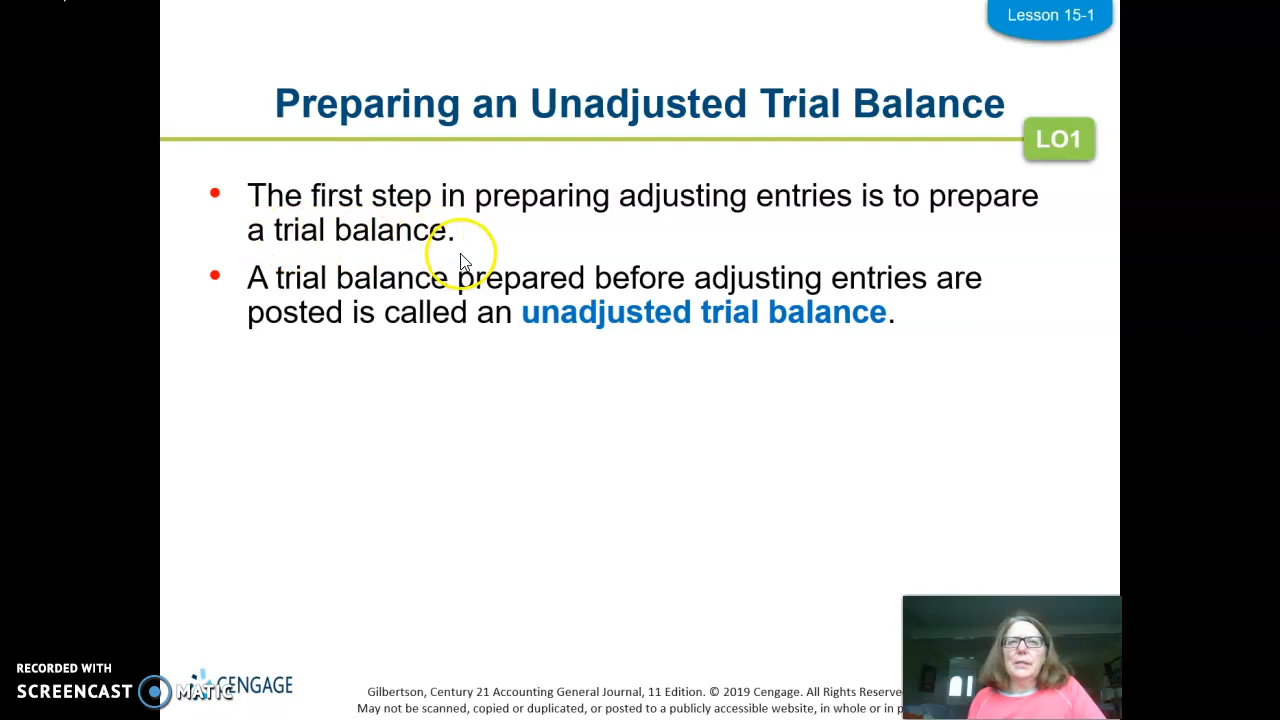 Lesson 15-1
Preparing an Unadjusted Trial Balance
LO1
• The first step in preparing adjusting entries is to prepare
a trial balance.
• A trial balance prepared before adjusting entries are
posted is called an unadjusted trial balance.
RECORDED WITH
SCREENCAST MATIC
CENGAGE
Gilbertson, Century 21 Accounting General Journal, 11 Edition. © 2019 Cengage. All Rights
May not be scanned, copied or duplicated, or posted to a publicly accessible website, in whole or in